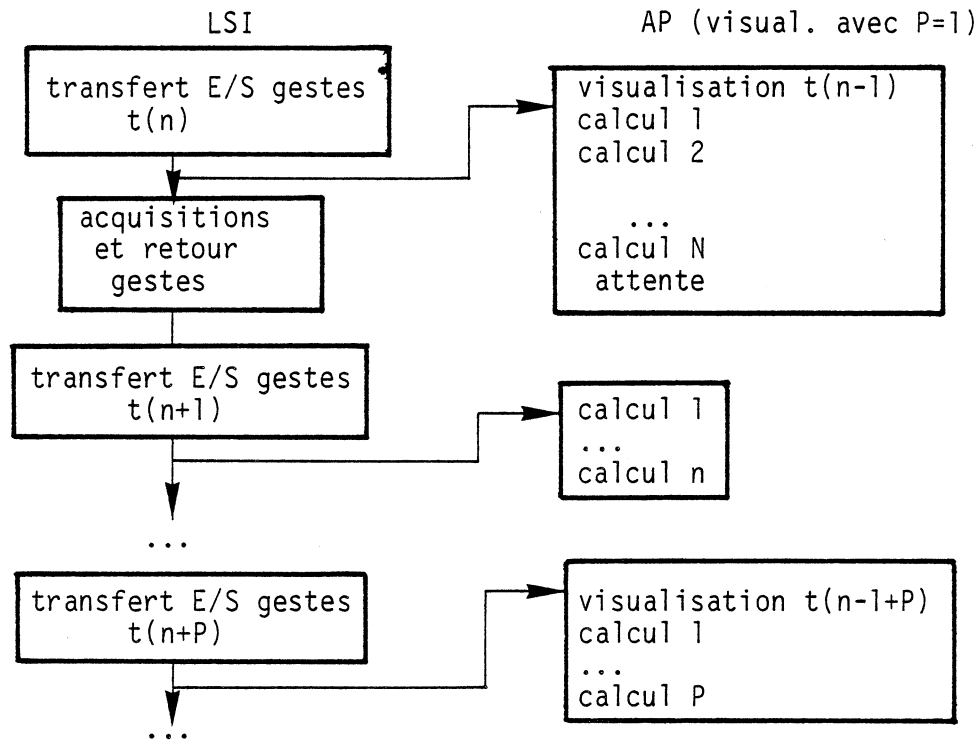 LSI
AP (visual. avec P=1)
transfert E/S gestes
t(n)
visualisation t(n-1)
calcul 1
calcul 2
...
calcul N
attente
acquisitions
et retour
gestes
transfert E/S gestes
t(n+1)
calcul 1
...
calcul n
...
transfert E/S gestes
t(n+P)
visualisation t(n-1+P)
calcul 1
...
calcul P
...